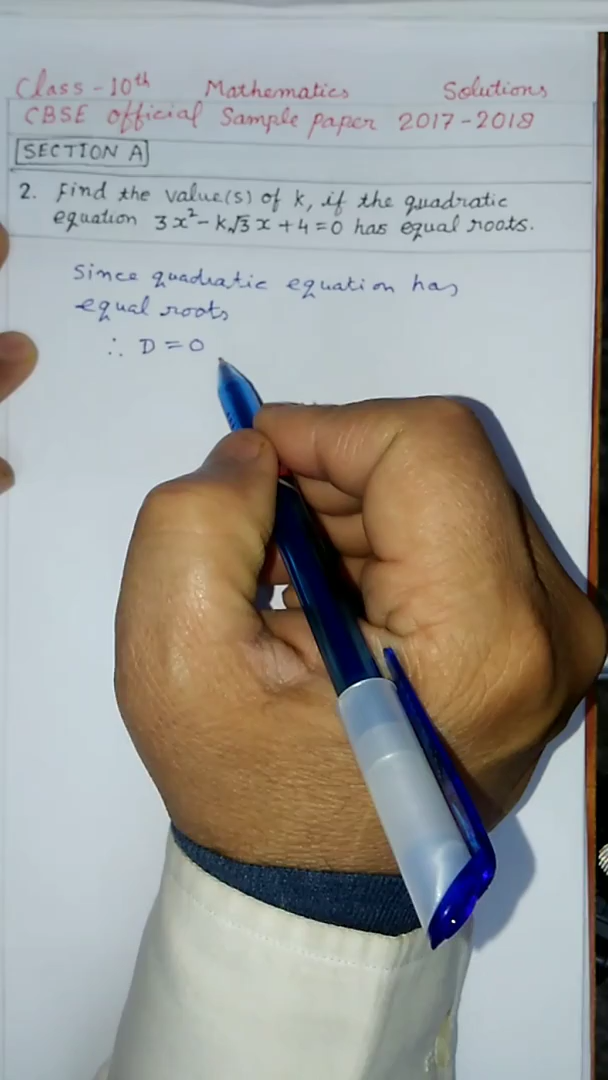 Class-10th Mathematics Solutions
CBSE official Sample paper 2017-2018
SECTION A
2. Find the value(s) of k, if the quadratic
equation 3x²-k√3x+4=0 has equal roots.
Since quadratic equation has
equal roots
∴ D=0